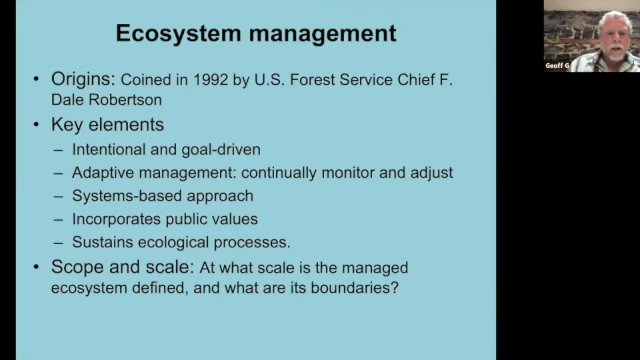 Ecosystem management
• Origins: Coined in 1992 by U.S. Forest Service Chief F.
Dale Robertson
• Key elements
– Intentional and goal-driven
– Adaptive management: continually monitor and adjust
– Systems-based approach
– Incorporates public values
– Sustains ecological processes.
• Scope and scale: At what scale is the managed
ecosystem defined, and what are its boundaries?
Geoff G